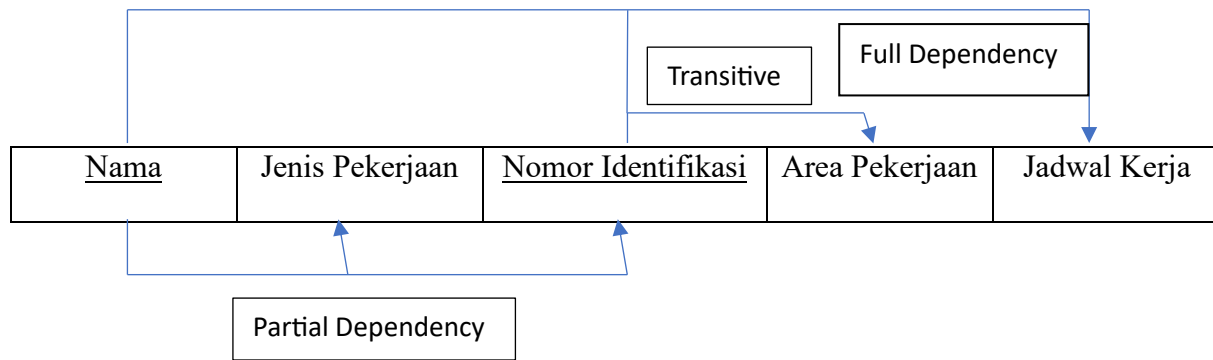 Full Dependency
Transitive
Nama Jenis Pekerjaan Nomor Identifikasi Area Pekerjaan Jadwal Kerja
Partial Dependency